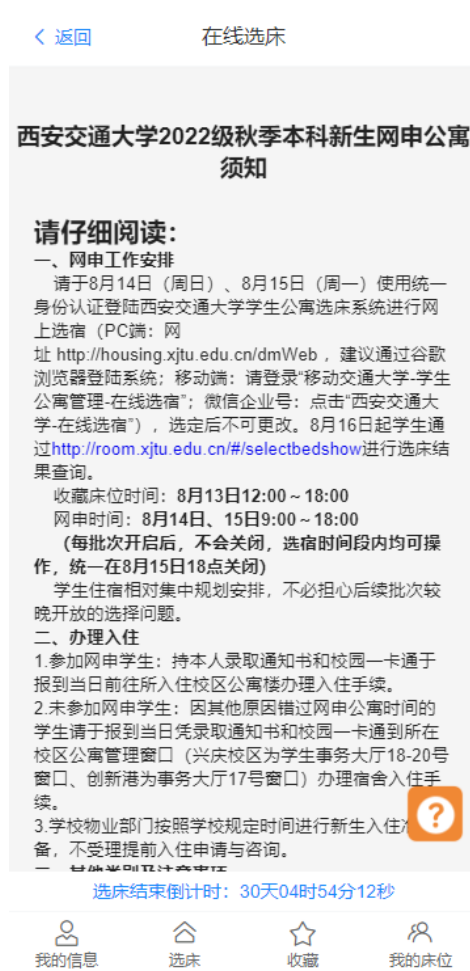 返回
在线选床
西安交通大学2022级秋季本科新生网申公寓
须知
请仔细阅读：
一、网申工作安排
请于8月14日（周日）、8月15日（周一）使用统一
身份认证登陆西安交通大学学生公寓选床系统进行网
上选宿（PC端：网
址 http://housing.xjtu.edu.cn/dmWeb ，建议通过谷歌
浏览器登陆系统；移动端：请登录“移动交通大学-学生
公寓管理-在线选宿”；微信企业号：点击“西安交通大
学-在线选宿”），选定后不可更改。8月16日起学生通
过http://room.xjtu.edu.cn/#/selectbedshow进行选床结
果查询。
收藏床位时间：8月13日12:00～18:00
网申时间：8月14日、15日9:00～18:00
（每批次开启后，不会关闭，选宿时间段内均可操
作，统一在8月15日18点关闭）
学生住宿相对集中规划安排，不必担心后续批次较
晚开放的选择问题。
二、办理入住
1.参加网申学生：持本人录取通知书和校园一卡通于
报到当日前往所入住校区公寓楼办理入住手续。
2.未参加网申学生：因其他原因错过网申公寓时间的
学生请于报到当日凭录取通知书和校园一卡通到所在
校区公寓管理窗口（兴庆校区为学生事务大厅18-20号
窗口、创新港为事务大厅17号窗口）办理宿舍入住手
续。
3.学校物业部门按照学校规定时间进行新生入住
备，不受理提前入住申请与咨询。
选床结束倒计时：30天04时54分12秒
我的信息
选床
收藏
我的床位